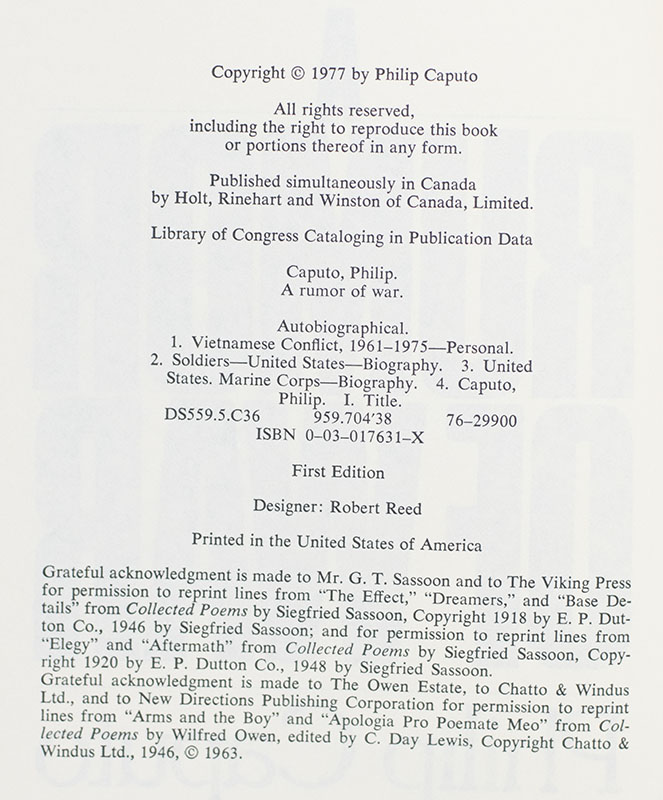 Copyright © 1977 by Philip Caputo
All rights reserved,
including the right to reproduce this book
or portions thereof in any form.
Published simultaneously in Canada
by Holt, Rinehart and Winston of Canada, Limited.
Library of Congress Cataloging in Publication Data
Caputo, Philip.
A rumor of war.
Autobiographical.
1. Vietnamese Conflict, 1961–1975—Personal.
2. Soldiers—United States—Biography. 3. United
States. Marine Corps—Biography. 4. Caputo,
Philip. I. Title.
DS559.5.C36 959.704′38 76–29900
ISBN 0–03–017631–X
First Edition
Designer: Robert Reed
Printed in the United States of America
Grateful acknowledgment is made to Mr. G. T. Sassoon and to The Viking Press
for permission to reprint lines from “The Effect,” “Dreamers,” and “Base De-
tails” from Collected Poems by Siegfried Sassoon, Copyright 1918 by E. P. Dut-
ton Co., 1946 by Siegfried Sassoon; and for permission to reprint lines from
“Elegy” and “Aftermath” from Collected Poems by Siegfried Sassoon, Copy-
right 1920 by E. P. Dutton Co., 1948 by Siegfried Sassoon.
Grateful acknowledgment is made to The Owen Estate, to Chatto & Windus
Ltd., and to New Directions Publishing Corporation for permission to reprint
lines from “Arms and the Boy” and “Apologia Pro Poemate Meo” from Col-
lected Poems by Wilfred Owen, edited by C. Day Lewis, Copyright Chatto &
Windus Ltd., 1946, © 1963.